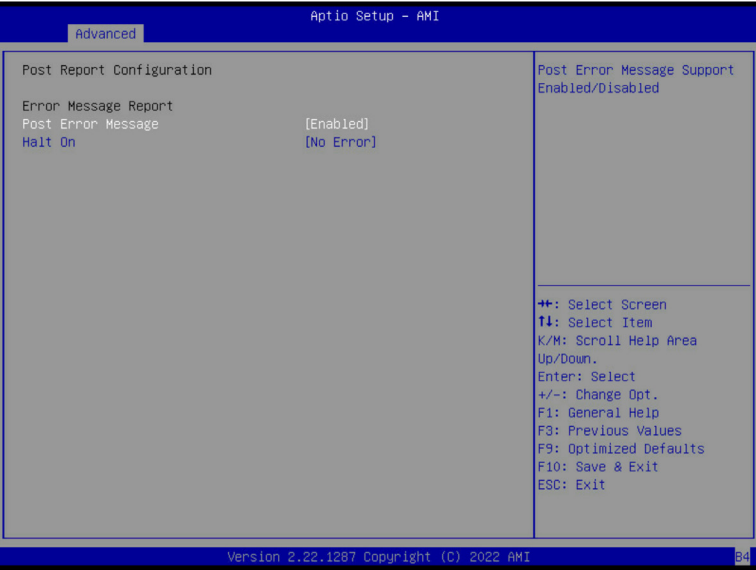 Aptio Setup – AMI
Advanced
Post Report Configuration
Error Message Report
Post Error Message [Enabled]
Halt On [No Error]
Post Error Message Support
Enabled/Disabled
→←: Select Screen
↑↓: Select Item
K/M: Scroll Help Area
Up/Down.
Enter: Select
+/-: Change Opt.
F1: General Help
F3: Previous Values
F9: Optimized Defaults
F10: Save & Exit
ESC: Exit
Version 2.22.1287 Copyright (C) 2022 AMI
B4